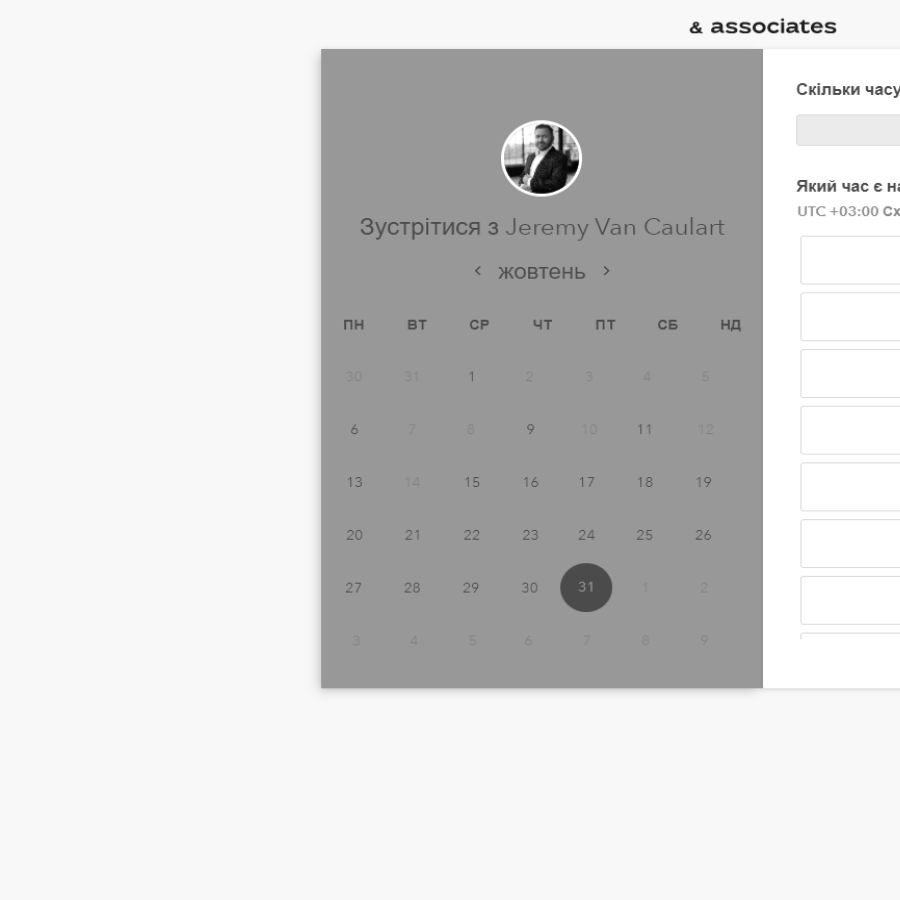 & associates
Зустрітися з Jeremy Van Caulart
жовтень
ПН ВТ СР ЧТ ПТ СБ НД
30 31 1 2 3 4 5
6 7 8 9 10 11 12
13 14 15 16 17 18 19
20 21 22 23 24 25 26
27 28 29 30 31 1 2
3 4 5 6 7 8 9
Скільки часу
Який час є
UTC +03:00